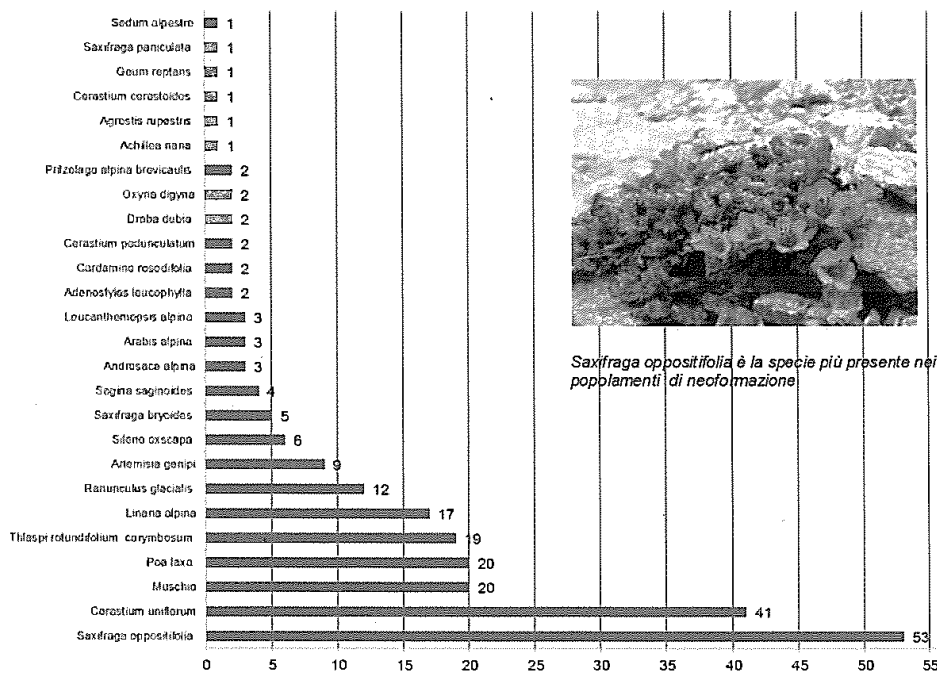 Sedum alpestre 1
Saxifraga paniculata 1
Geum reptans 1
Cerastium cerastoides 1
Agrostis rupestris 1
Achillea nana 1
Pritzelago alpina brevicaulis 2
Oxyria digyna 2
Draba dubia 2
Cerastium pedunculatum 2
Cardamine resedifolia 2
Adenostyles leucophylla 2
Leucanthemopsis alpina 3
Arabis alpina 3
Androsace alpina 3
Sagina saginoides 4
Saxifraga bryoides 5
Silene exscapa 6
Artemisia genipi 9
Ranunculus glacialis 12
Linaria alpina 17
Thlaspi rotundifolium corymbosum 19
Poa laxa 20
Muschio 20
Cerastium uniflorum 41
Saxifraga oppositifolia 53
0 5 10 15 20 25 30 35 40 45 50 55
Saxifraga oppositifolia è la specie più presente nei
popolamenti di neoformazione